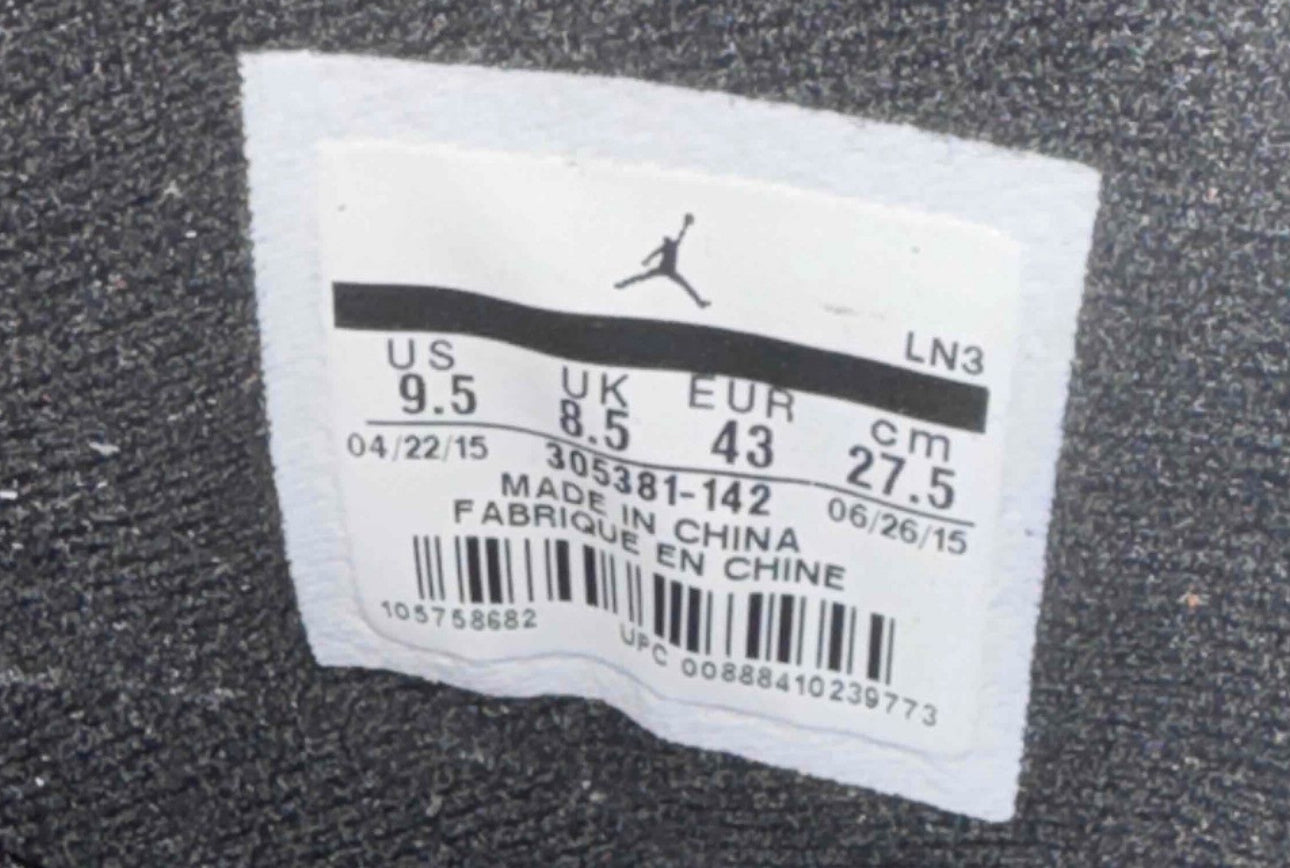 LN3
US UK EUR cm
9.5 8.5 43 27.5
04/22/15 305381-142 06/26/15
MADE IN CHINA
FABRIQUE EN CHINE
105758682
UPC 00888410239773